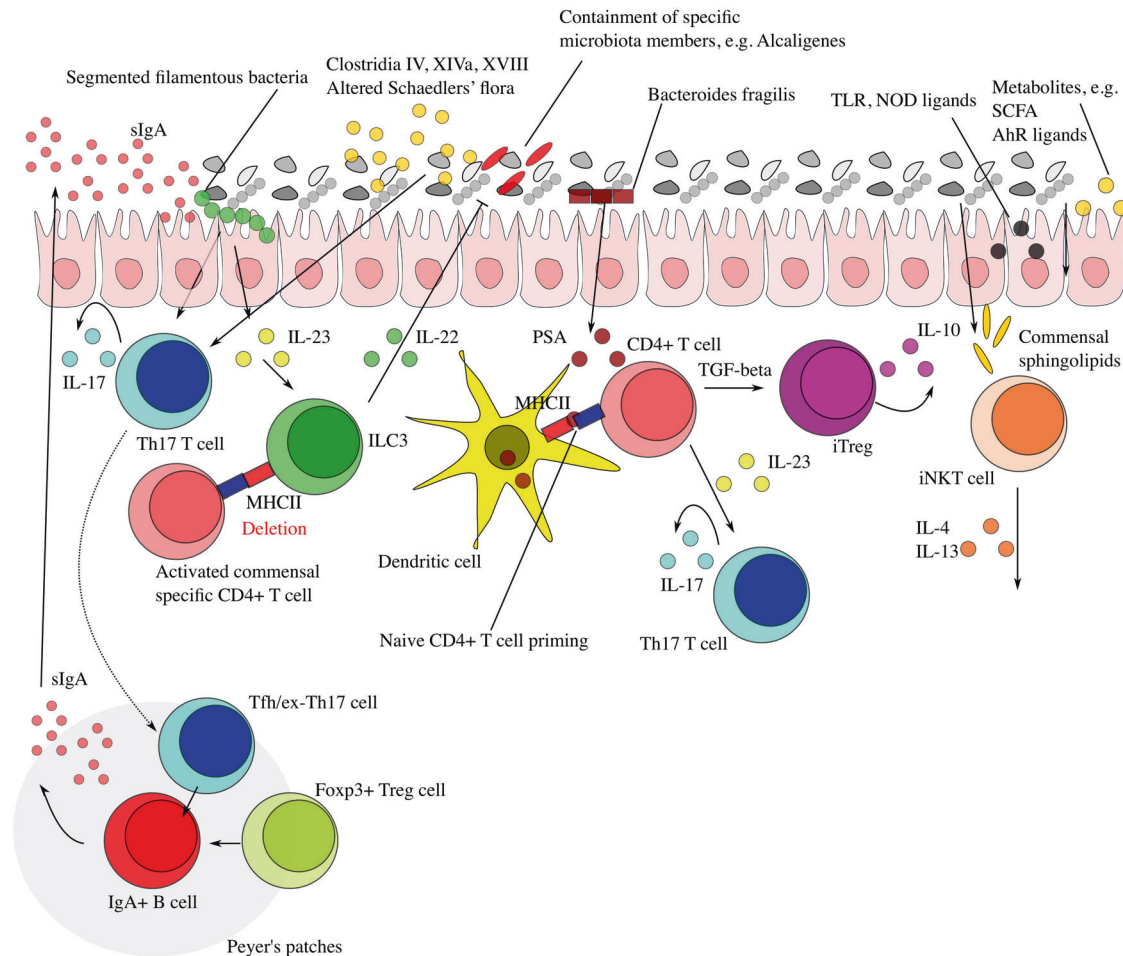 Containment of specific
microbiota members, e.g. Alcaligenes
Segmented filamentous bacteria
Clostridia IV, XIVa, XVIII
Altered Schaedlers' flora
Bacteroides fragilis
TLR, NOD ligands
Metabolites, e.g.
SCFA
AhR ligands
sIgA
IL-17
Th17 T cell
IL-23
IL-22
ILC3
MHCII
Deletion
Activated commensal
specific CD4+ T cell
PSA
CD4+ T cell
MHCII
TGF-beta
Dendritic cell
Naive CD4+ T cell priming
IL-23
IL-17
Th17 T cell
iTreg
IL-10
Commensal
sphingolipids
iNKT cell
IL-4
IL-13
sIgA
Tfh/ex-Th17 cell
Foxp3+ Treg cell
IgA+ B cell
Peyer's patches